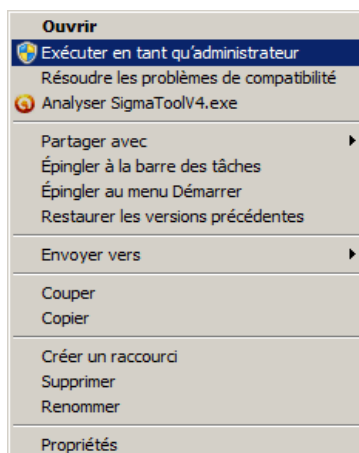 Ouvrir
Exécuter en tant qu'administrateur
Résoudre les problèmes de compatibilité
Analyser SigmaToolV4.exe
Partager avec
Épingler à la barre des tâches
Épingler au menu Démarrer
Restaurer les versions précédentes
Envoyer vers
Couper
Copier
Créer un raccourci
Supprimer
Renommer
Propriétés